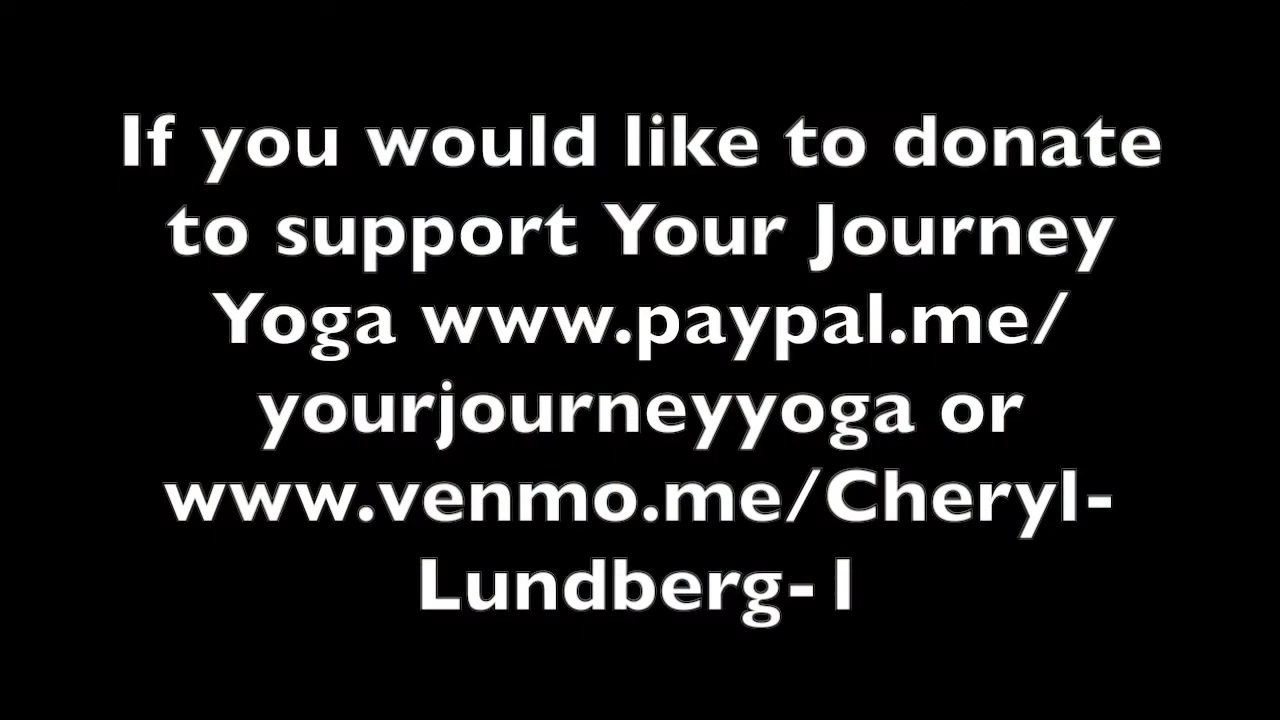 If you would like to donate
to support Your Journey
Yoga www.paypal.me/
yourjourneyyoga or
www.venmo.me/Cheryl-
Lundberg-1